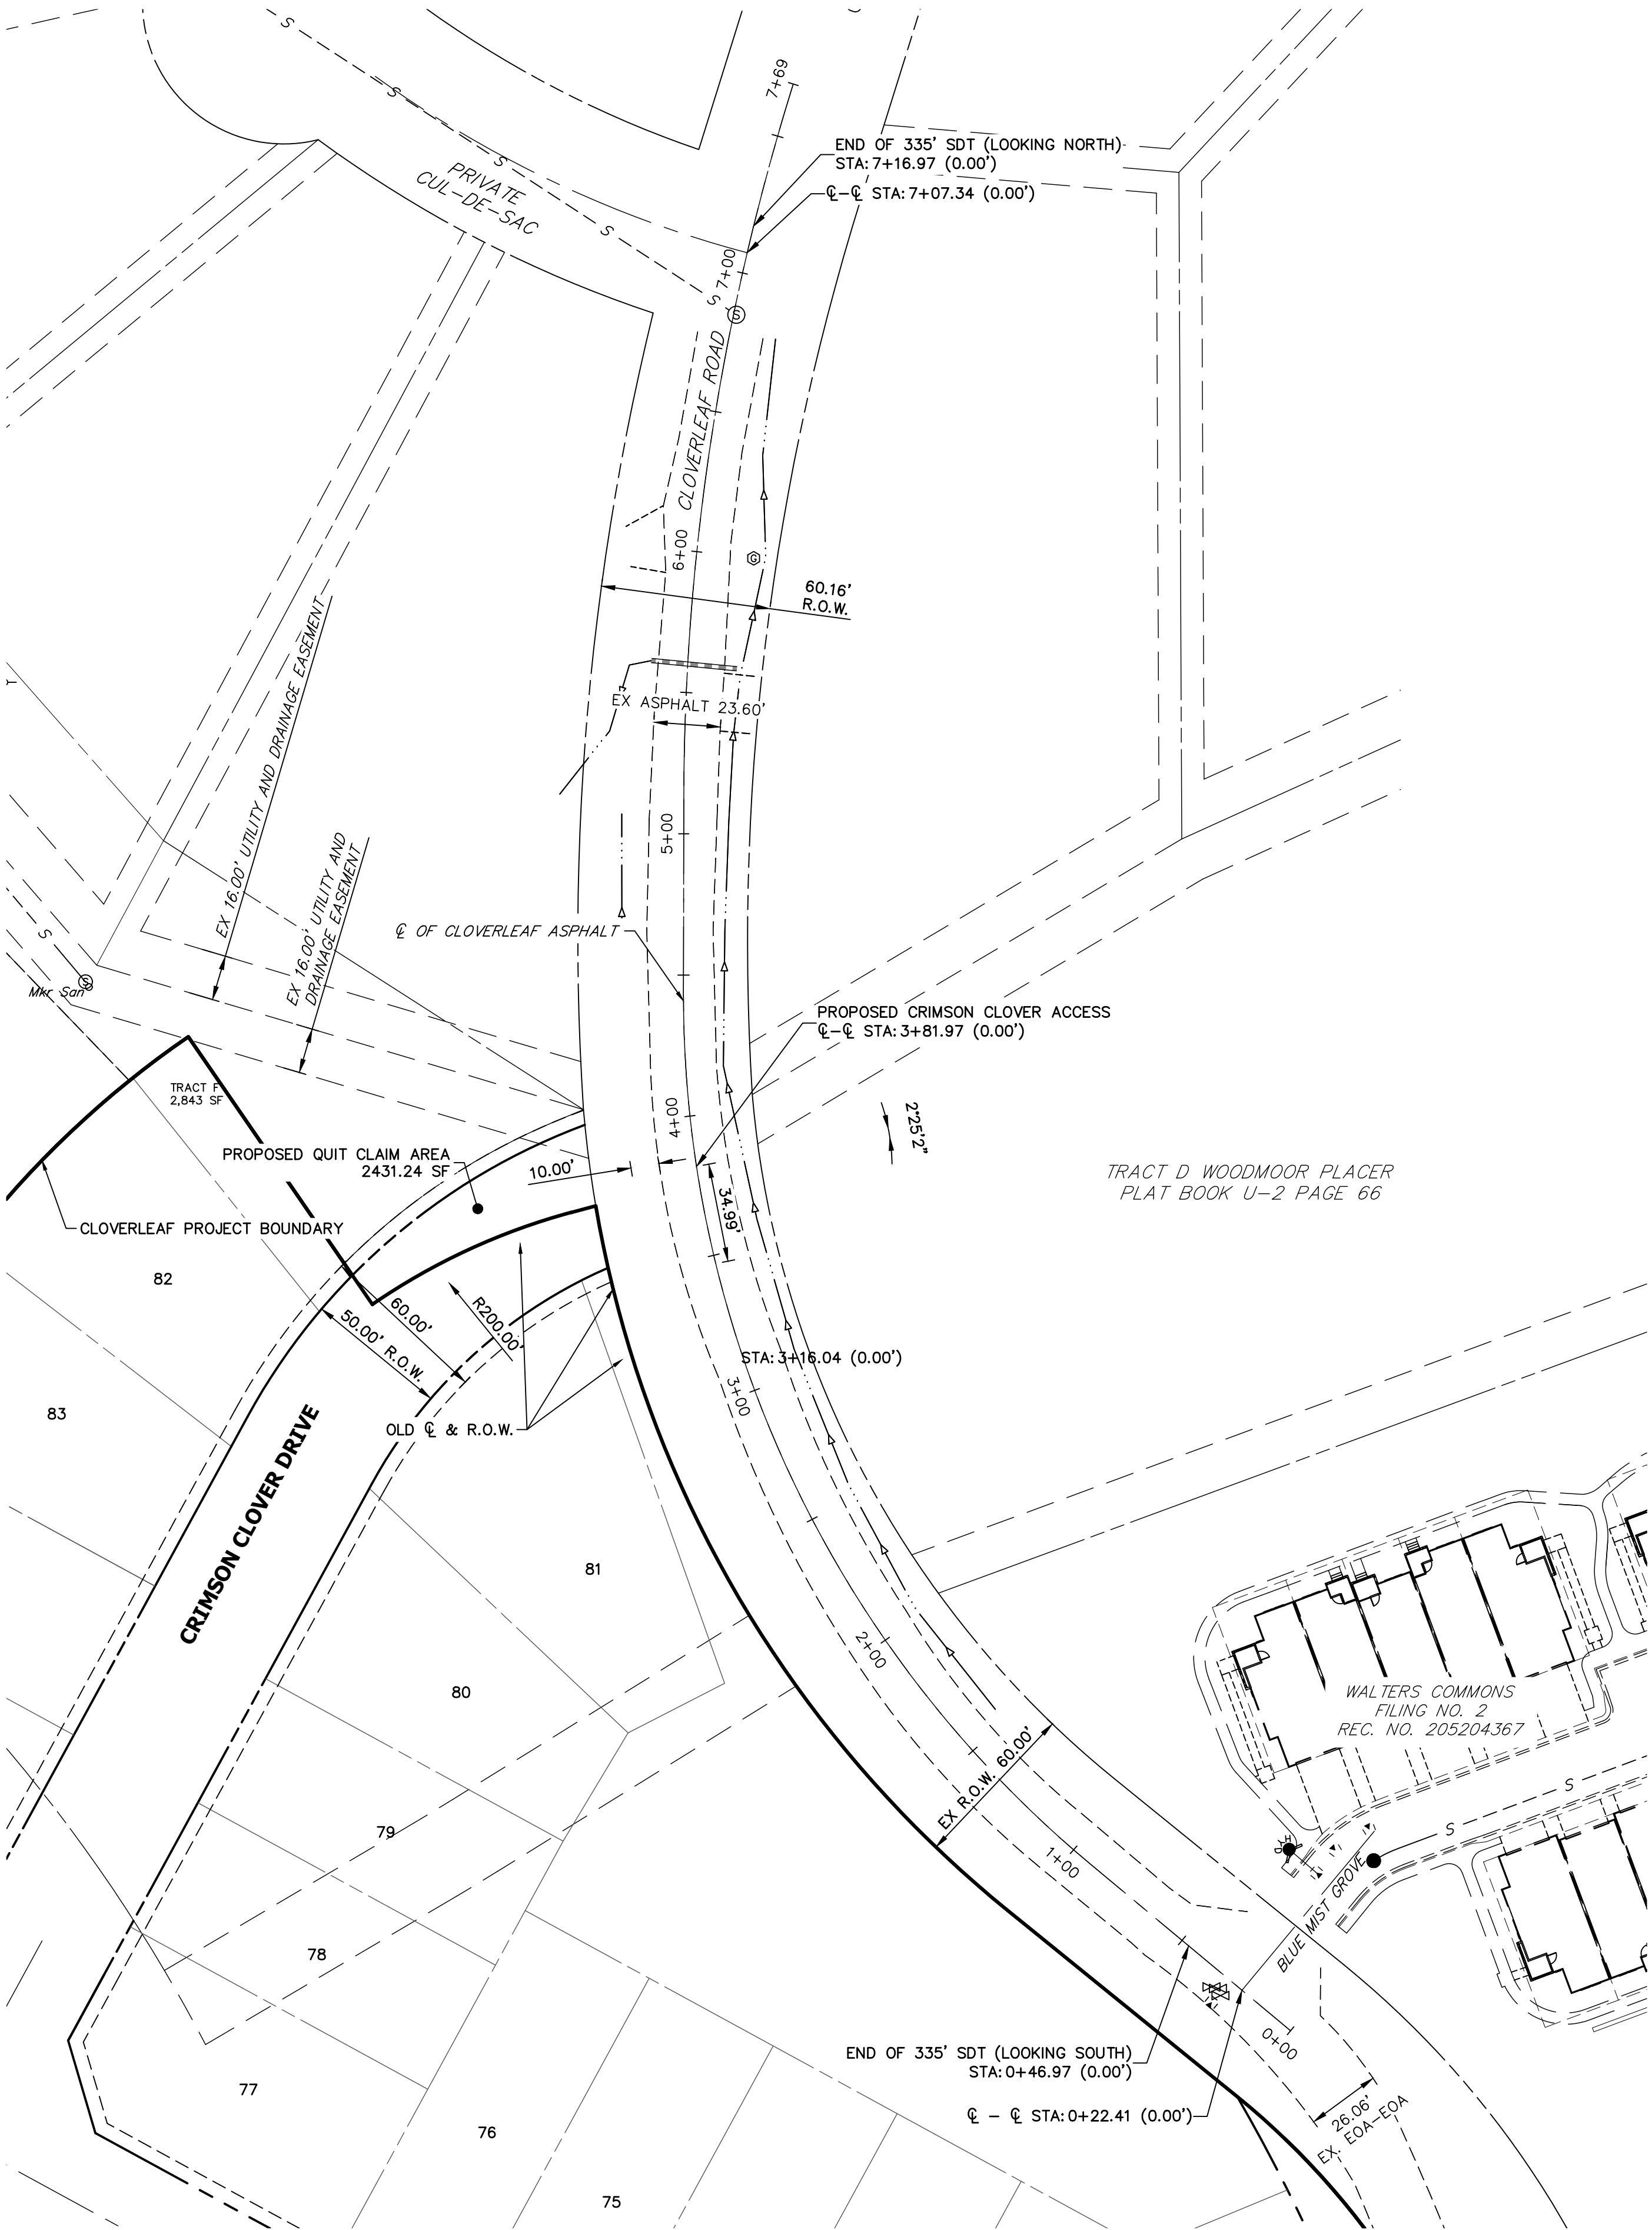 S
S
S
S
S
7+69
END OF 335' SDT (LOOKING NORTH)
STA: 7+16.97 (0.00')
℄-℄ STA: 7+07.34 (0.00')
PRIVATE
CUL-DE-SAC
7+00
S
CLOVERLEAF ROAD
6+00
G
60.16'
R.O.W.
EX ASPHALT 23.60'
EX 16.00' UTILITY AND DRAINAGE EASEMENT
EX 16.00' UTILITY AND
DRAINAGE EASEMENT
5+00
℄ OF CLOVERLEAF ASPHALT
S
S
Mkr San
PROPOSED CRIMSON CLOVER ACCESS
℄-℄ STA: 3+81.97 (0.00')
TRACT F
2,843 SF
4+00
2°25'2"
PROPOSED QUIT CLAIM AREA
2431.24 SF
10.00'
34.99'
TRACT D WOODMOOR PLACER
PLAT BOOK U-2 PAGE 66
CLOVERLEAF PROJECT BOUNDARY
82
60.00'
R200.00'
50.00' R.O.W.
STA: 3+16.04 (0.00')
3+00
83
OLD ℄ & R.O.W.
CRIMSON CLOVER DRIVE
81
2+00
80
WALTERS COMMONS
FILING NO. 2
REC. NO. 205204367
EX R.O.W. 60.00'
S
S
79
1+00
HYD
BLUE MIST GROVE
78
0+00
END OF 335' SDT (LOOKING SOUTH)
STA: 0+46.97 (0.00')
77
℄ - ℄ STA: 0+22.41 (0.00')
26.06'
EX. EOA-EOA
76
75